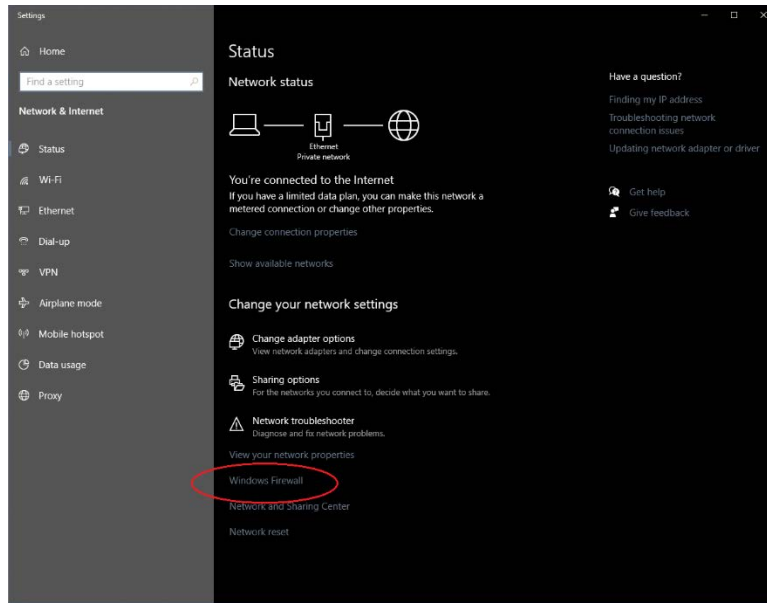 Settings
Home
Find a setting
Network & Internet
Status
Wi-Fi
Ethernet
Dial-up
VPN
Airplane mode
Mobile hotspot
Data usage
Proxy
Status
Network status
Ethernet
Private network
You're connected to the Internet
If you have a limited data plan, you can make this network a
metered connection or change other properties.
Change connection properties
Show available networks
Change your network settings
Change adapter options
View network adapters and change connection settings.
Sharing options
For the networks you connect to, decide what you want to share.
Network troubleshooter
Diagnose and fix network problems.
View your network properties
Windows Firewall
Network and Sharing Center
Network reset
Have a question?
Finding my IP address
Troubleshooting network
connection issues
Updating network adapter or driver
Get help
Give feedback